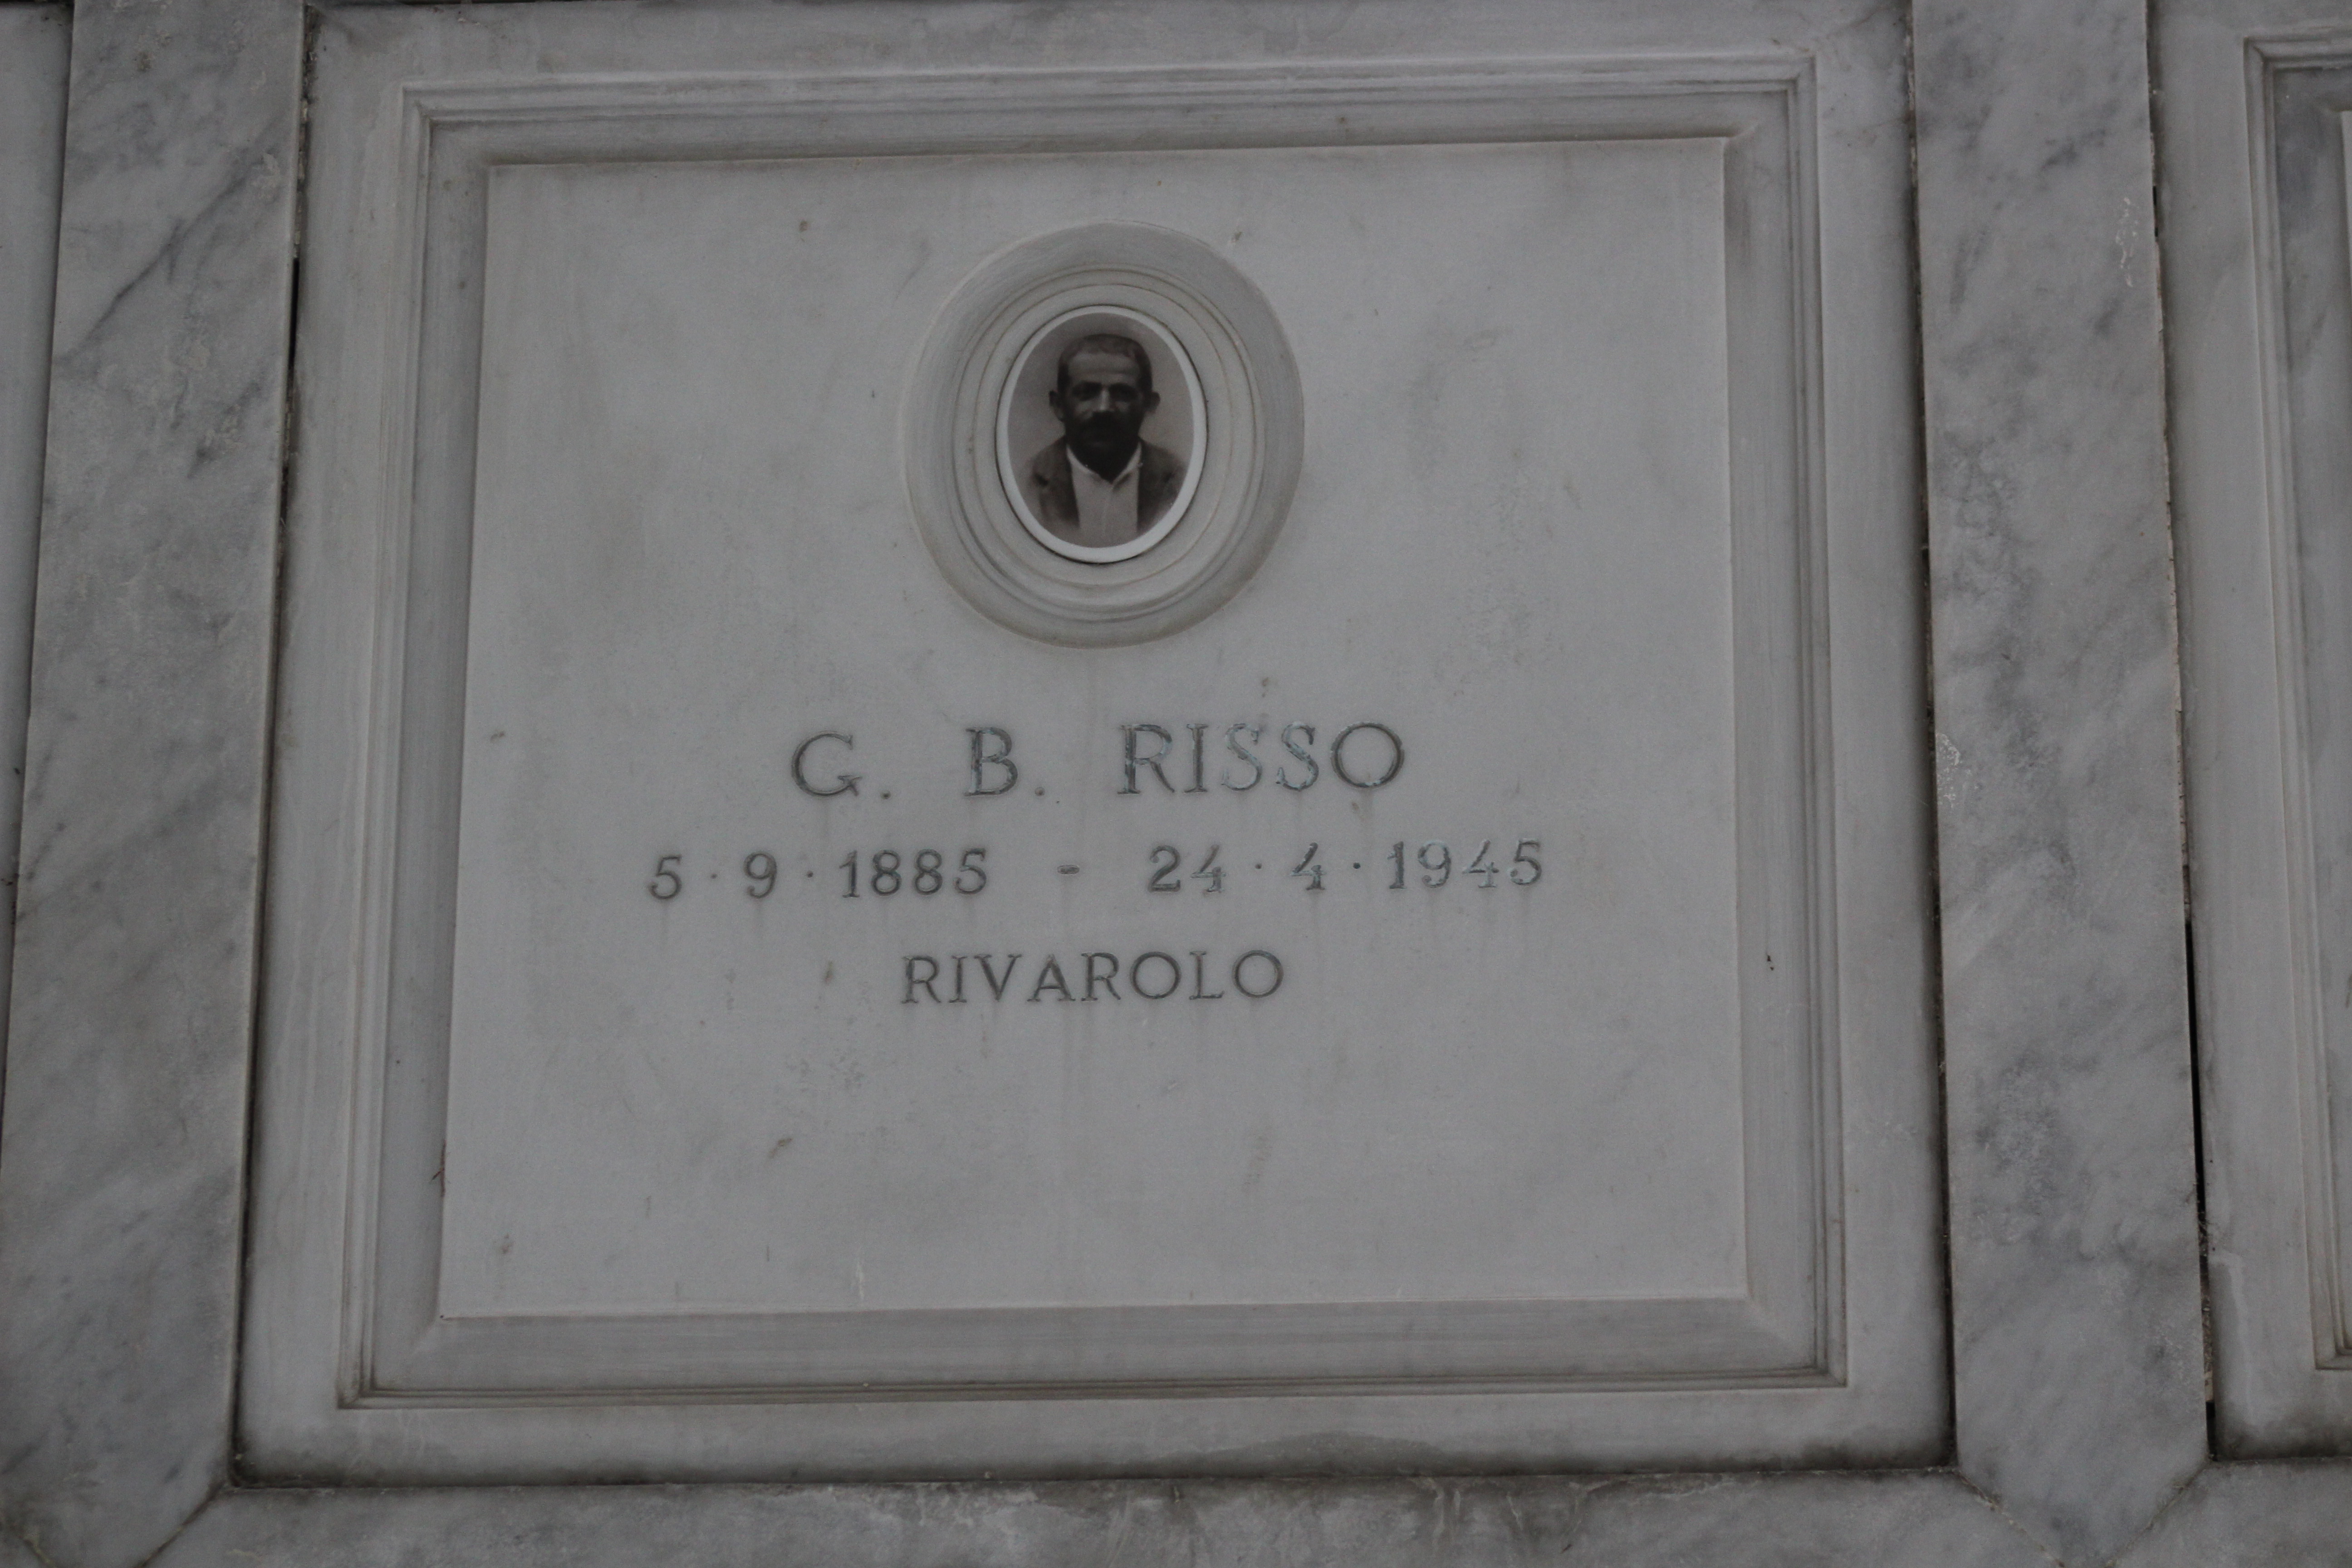 G. B. RISSO
5·9·1885 - 24·4·1945
RIVAROLO